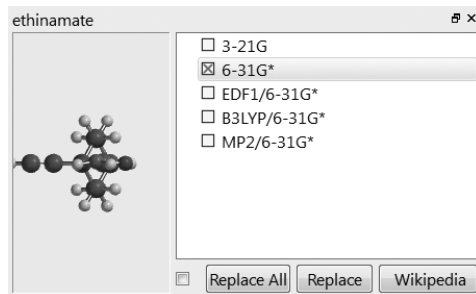 ethinamate
3-21G
6-31G*
EDF1/6-31G*
B3LYP/6-31G*
MP2/6-31G*
Replace All Replace Wikipedia